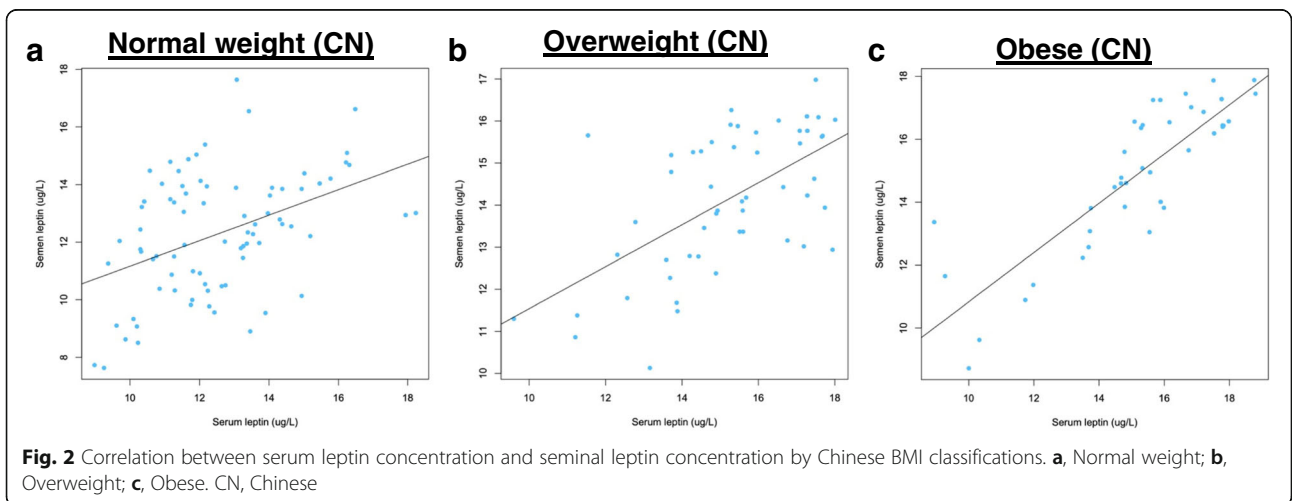 a Normal weight (CN)
b Overweight (CN)
c Obese (CN)
Semen leptin (ug/L)
18
16
14
12
10
8
10 12 14 16 18
Serum leptin (ug/L)
Semen leptin (ug/L)
17
16
15
14
13
12
11
10
10 12 14 16 18
Serum leptin (ug/L)
Semen leptin (ug/L)
18
16
14
12
10
10 12 14 16 18
Serum leptin (ug/L)
Fig. 2 Correlation between serum leptin concentration and seminal leptin concentration by Chinese BMI classifications. a, Normal weight; b,
Overweight; c, Obese. CN, Chinese